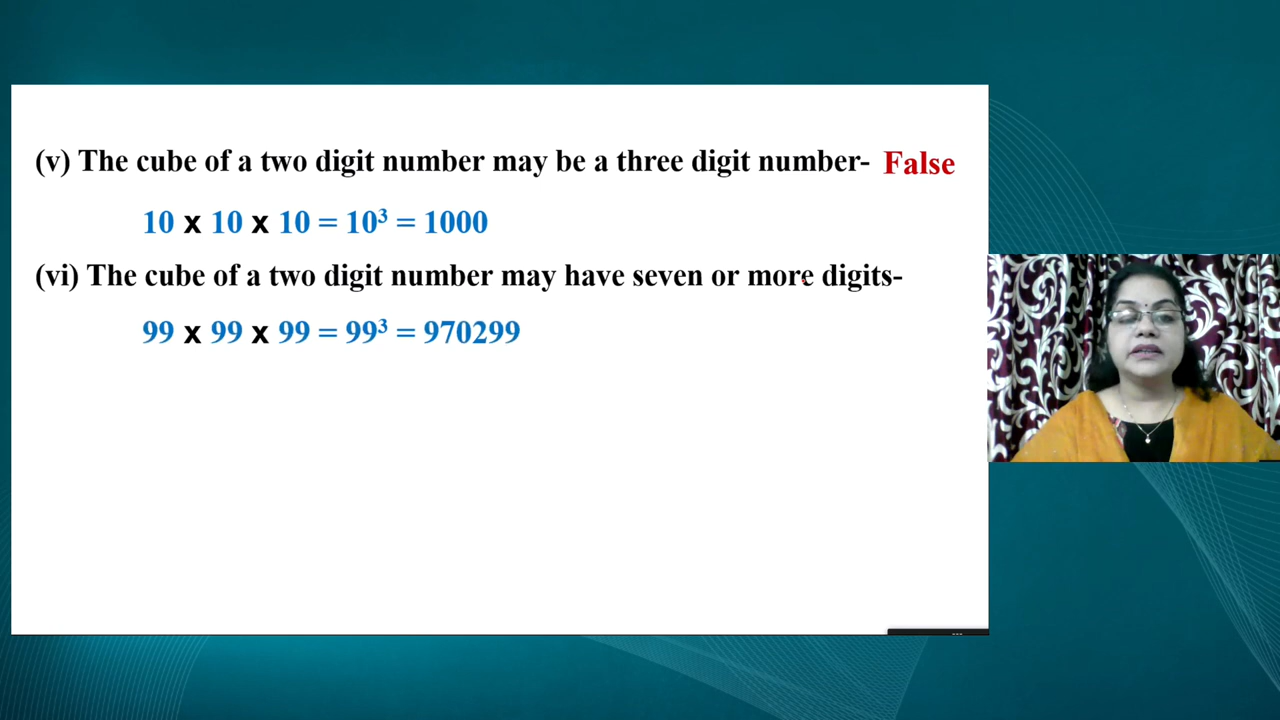 (v) The cube of a two digit number may be a three digit number- False
10 x 10 x 10 = 10³ = 1000
(vi) The cube of a two digit number may have seven or more digits-
99 x 99 x 99 = 99³ = 970299